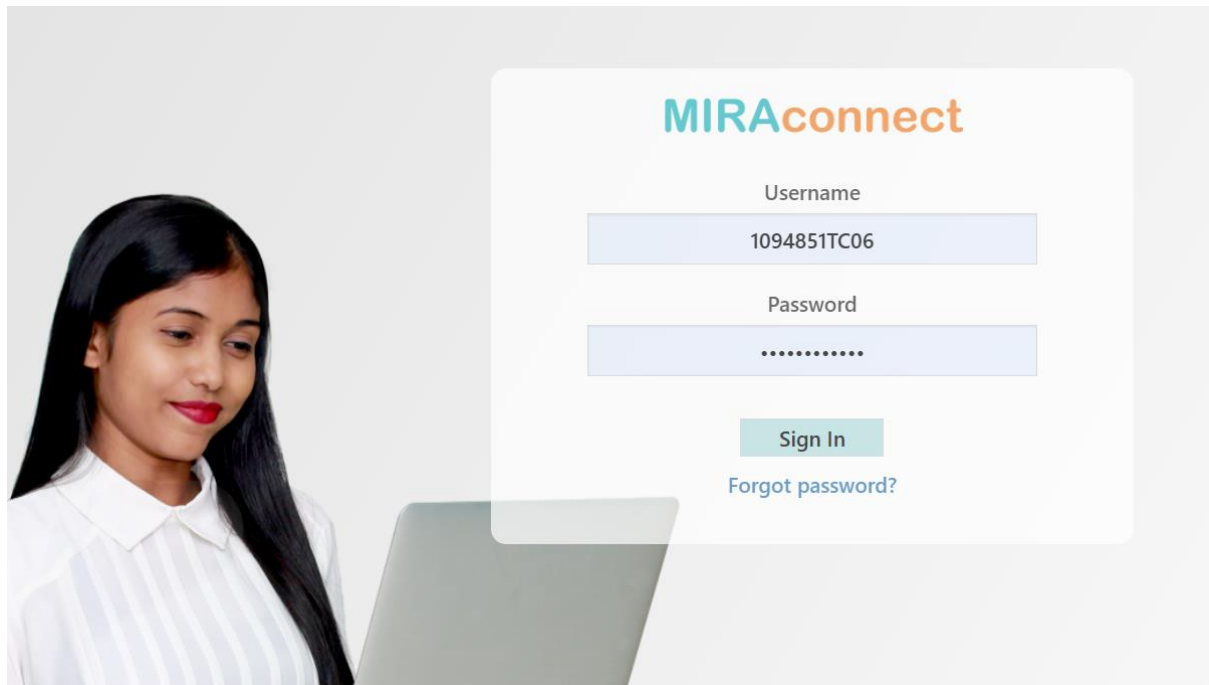 MIRAconnect
Username
1094851TC06
Password
••••••••••••
Sign In
Forgot password?